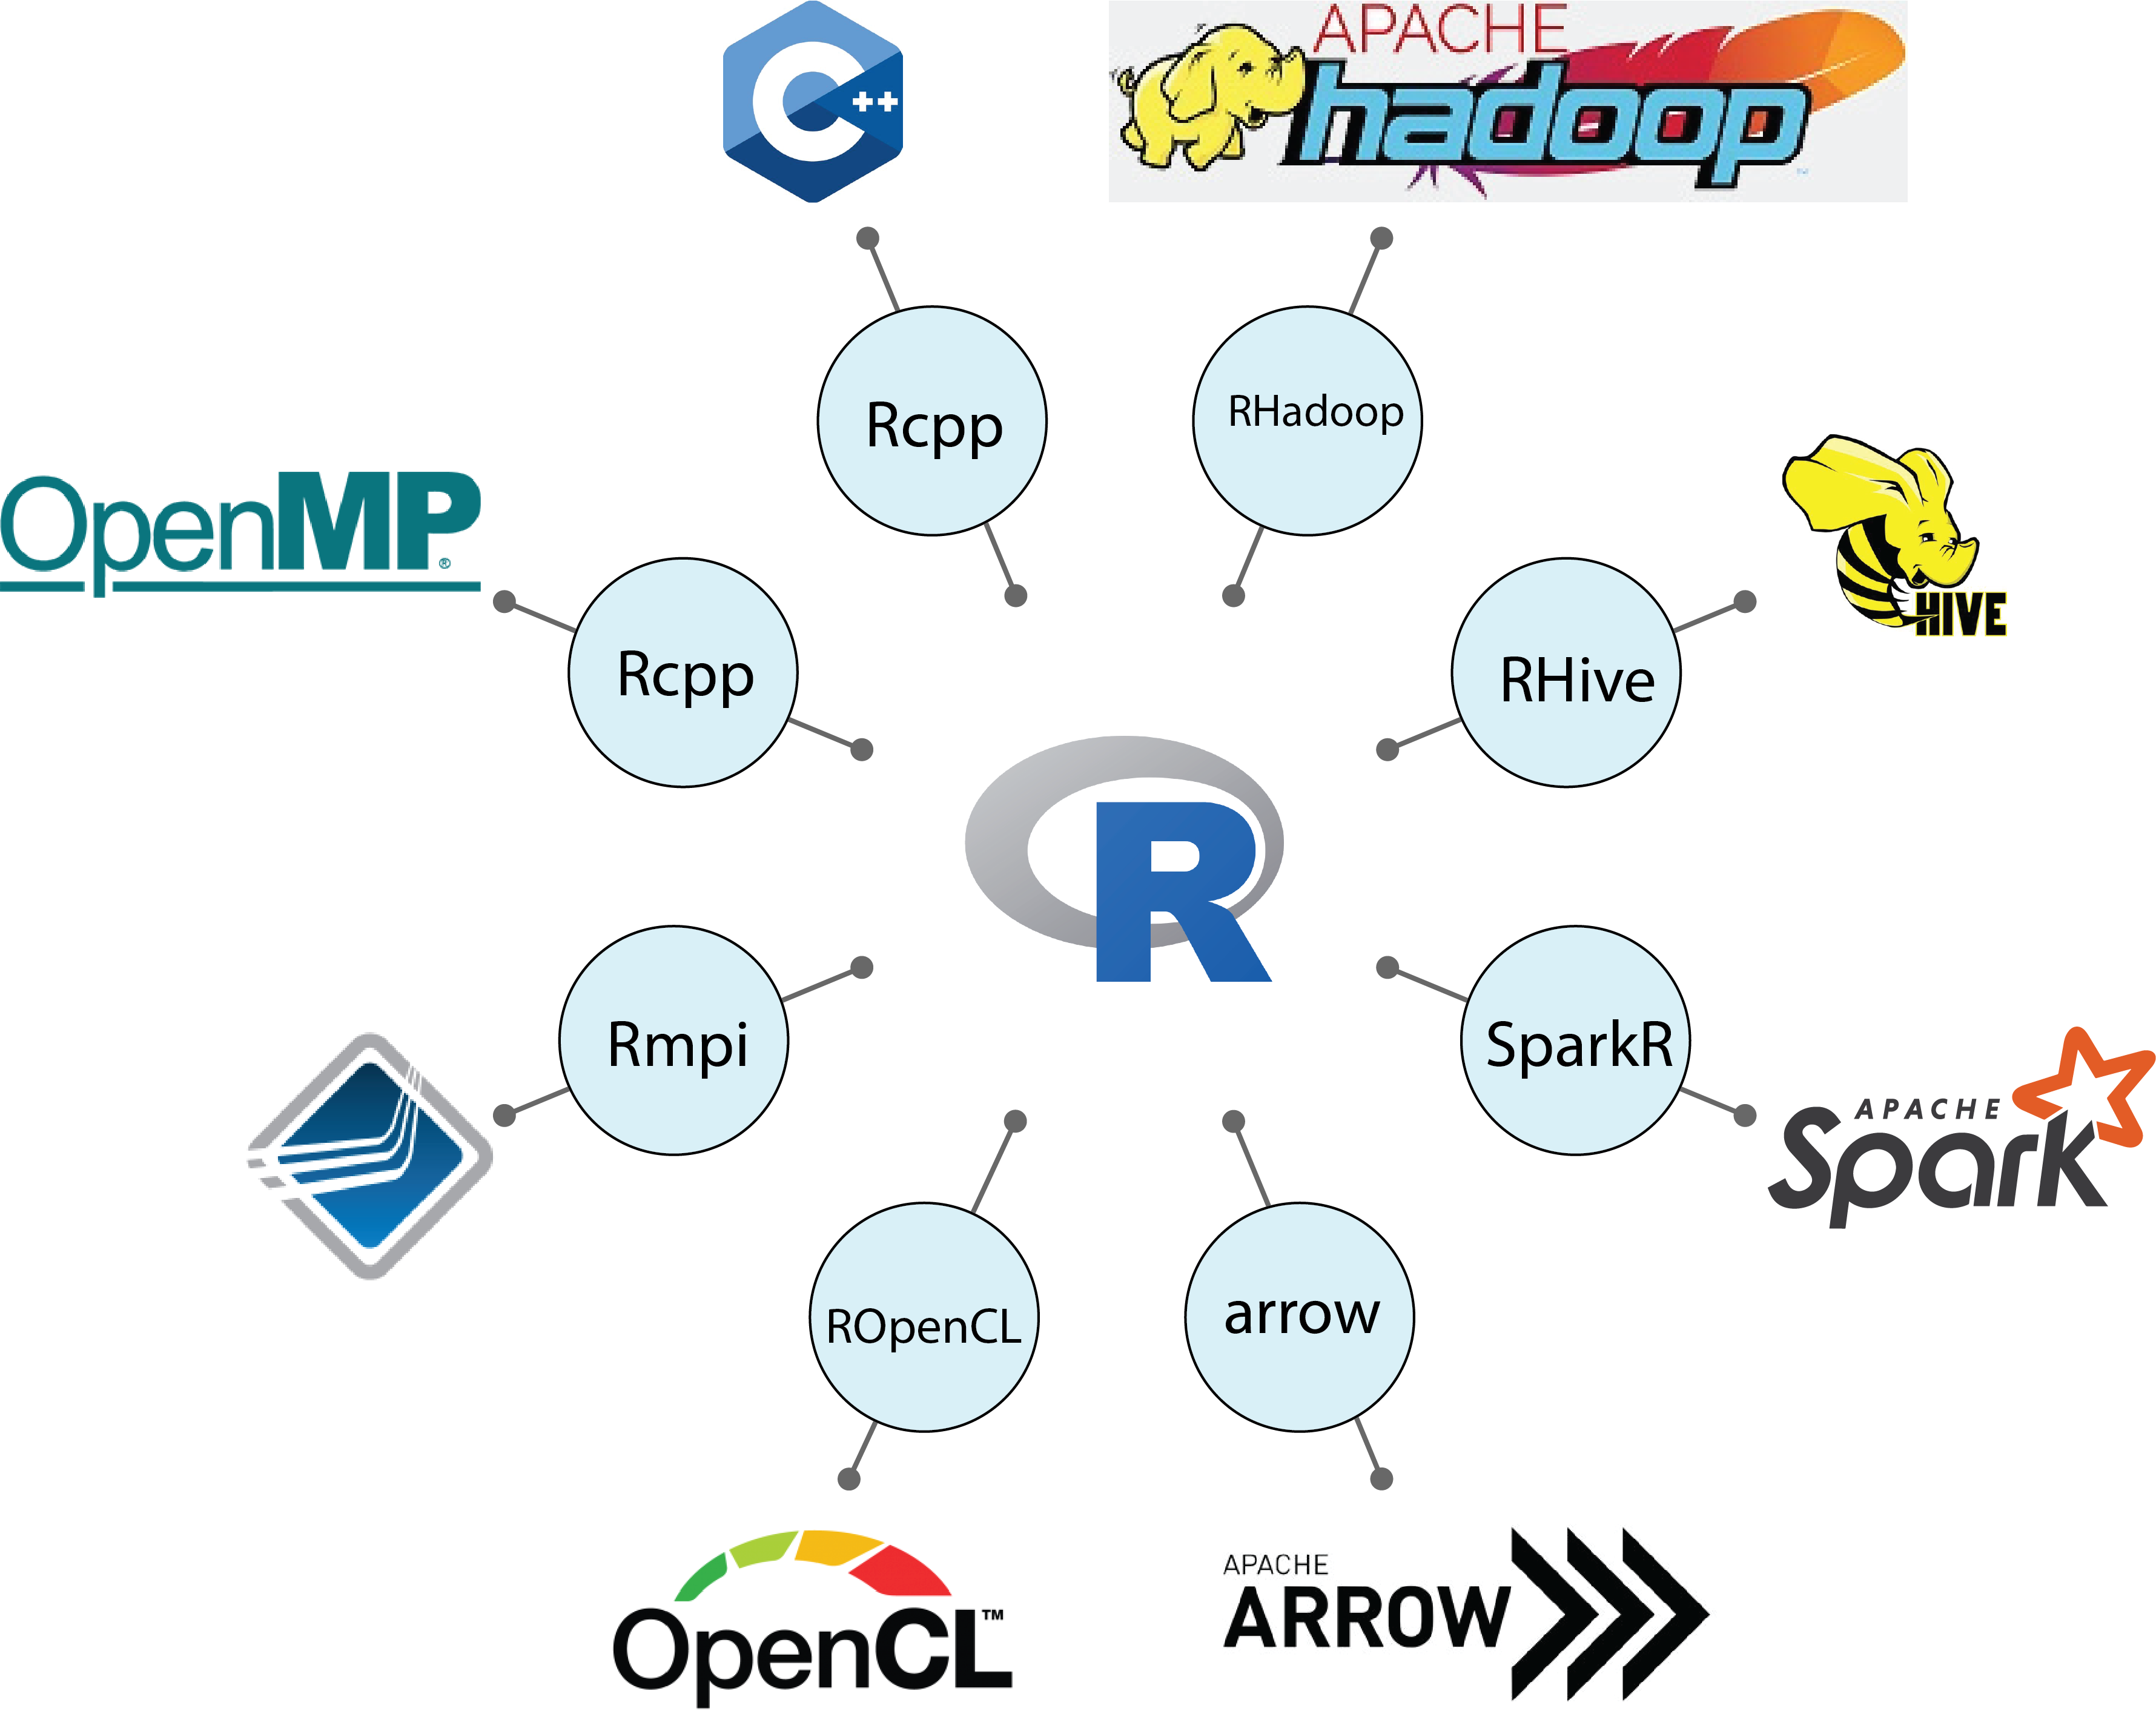 C++
APACHE
hadoop
Rcpp
RHadoop
OpenMP®
HIVE
Rcpp
RHive
R
Rmpi
SparkR
APACHE
Spark
ROpenCL
arrow
OpenCL™
APACHE
ARROW